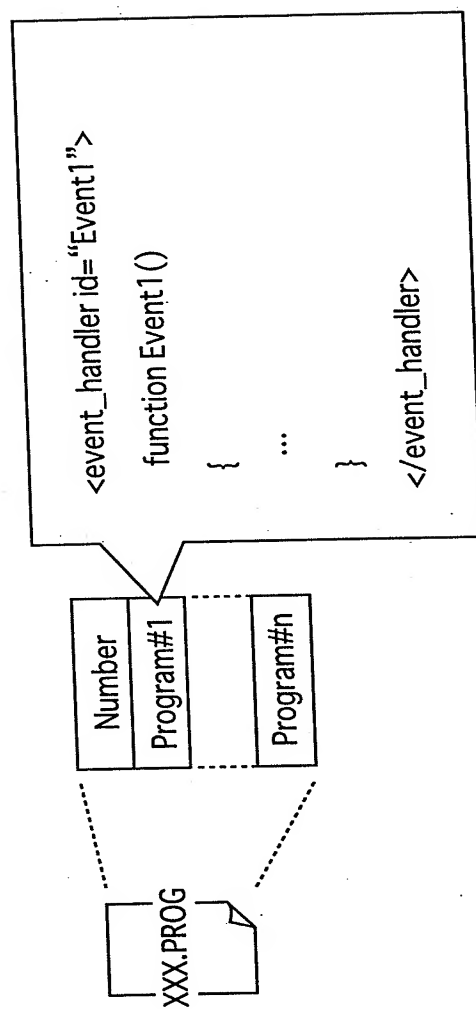 XXX.PROG
Number
Program#1
Program#n
<event_handler id=“Event1”>
function Event1()
{
...
}
</event_handler>